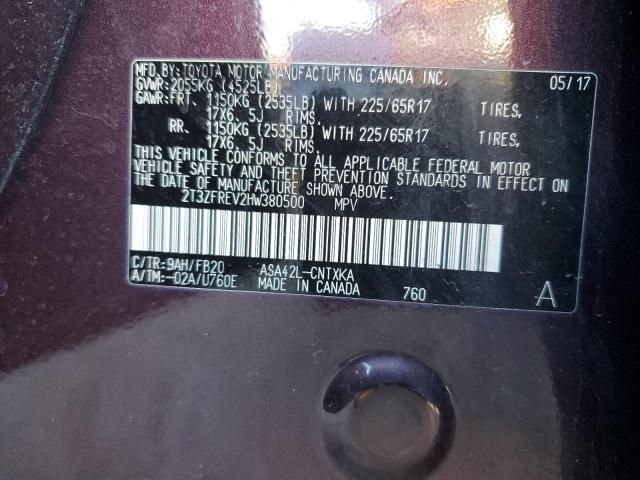 MFD.BY:TOYOTA MOTOR MANUFACTURING CANADA INC. 05/17
GVWR:2055KG (4525LB)
GAWR:FRT. 1150KG (2535LB) WITH 225/65R17 TIRES,
17X6. 5J RIMS.
RR. 1150KG (2535LB) WITH 225/65R17 TIRES,
17X6. 5J RIMS.
THIS VEHICLE CONFORMS TO ALL APPLICABLE FEDERAL MOTOR
VEHICLE SAFETY AND THEFT PREVENTION STANDARDS IN EFFECT ON
THE DATE OF MANUFACTURE SHOWN ABOVE.
2T3ZFREV2HW380500 MPV
C/TR:9AH/FB20 ASA42L-CNTXKA
A/TM:-02A/U760E MADE IN CANADA 760 A